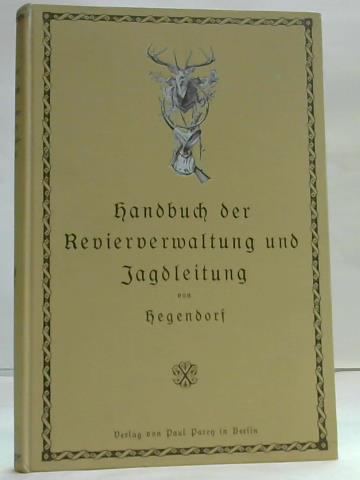 Handbuch der
Revierverwaltung und
Jagdleitung
von
Hegendorf
Verlag von Paul Parey in Berlin